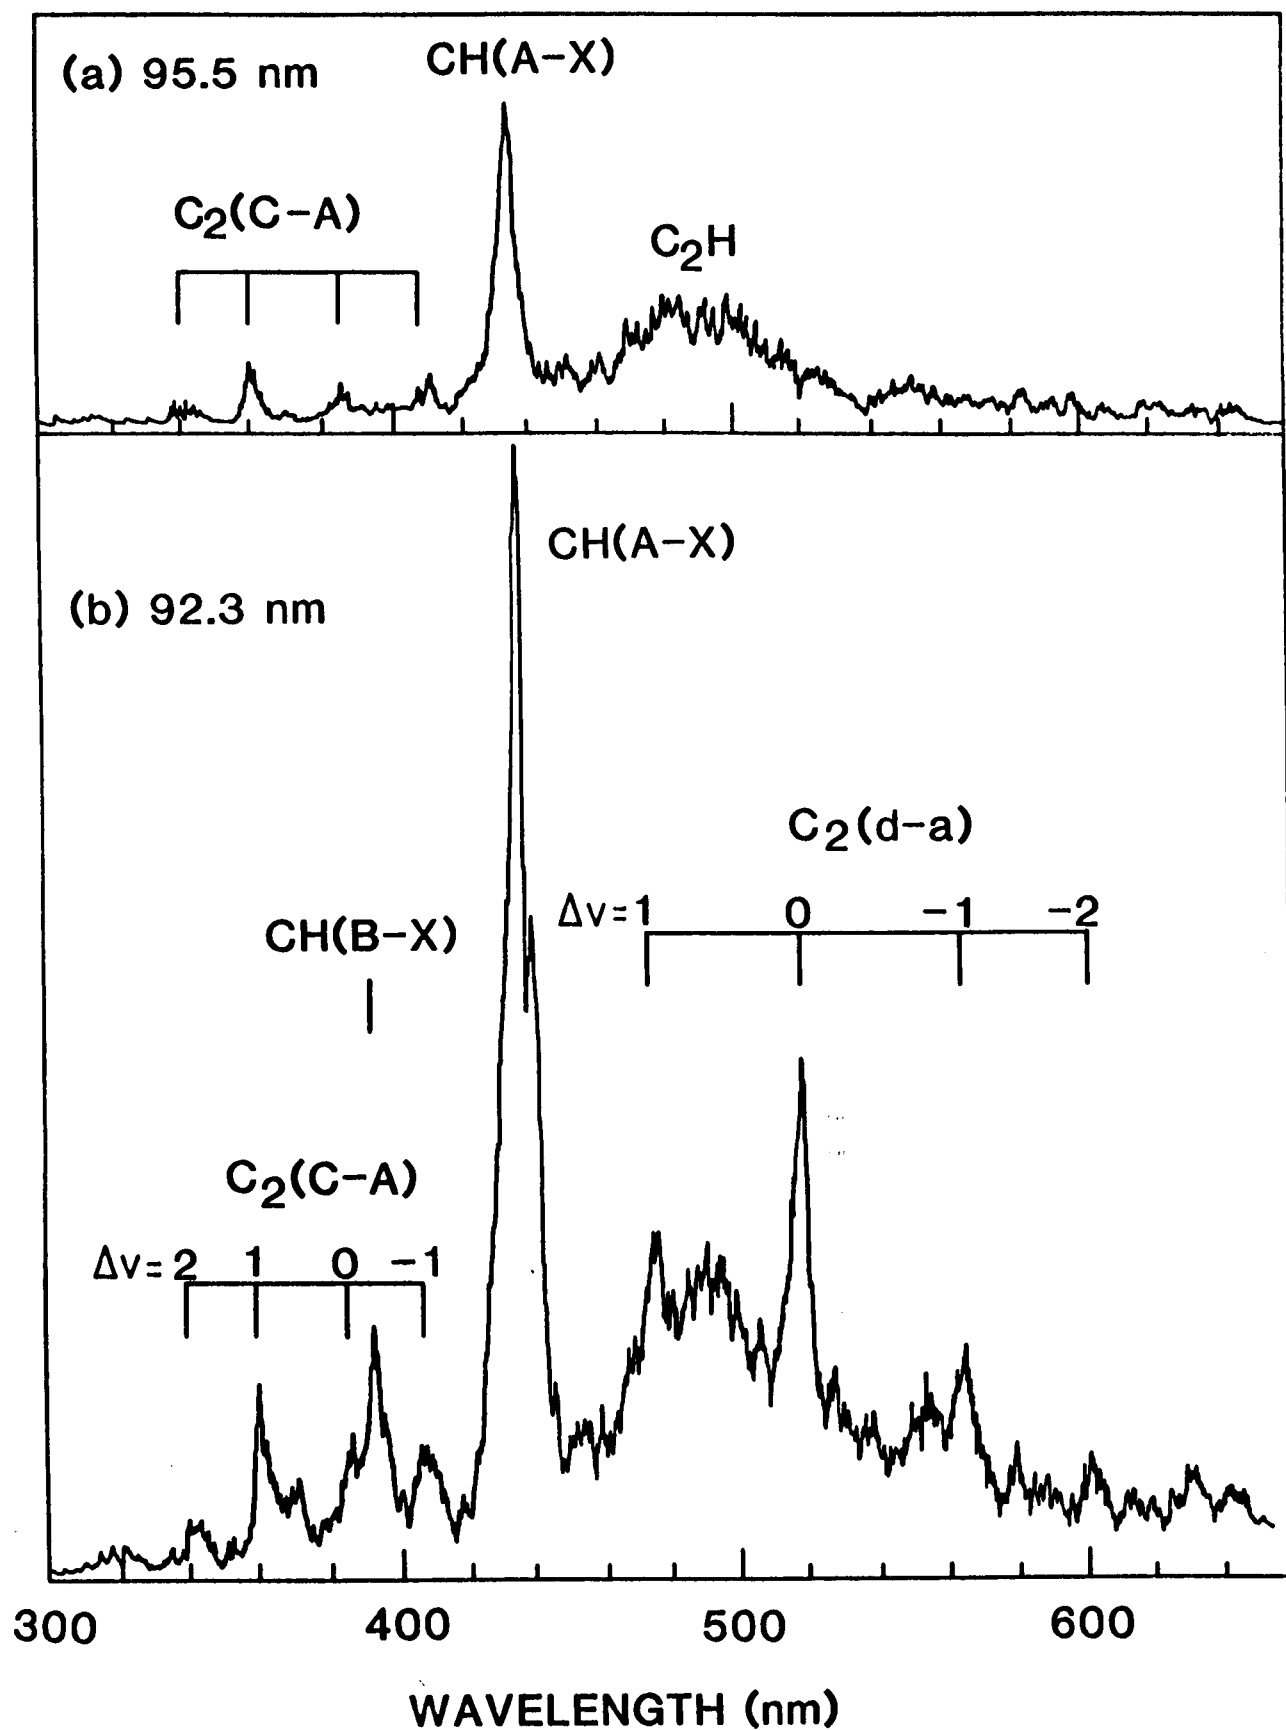 (a) 95.5 nm
CH(A-X)
C2(C-A)
C2H
(b) 92.3 nm
CH(A-X)
C2(d-a)
Δv=1 0 -1 -2
CH(B-X)
C2(C-A)
Δv=2 1 0 -1
300 400 500 600
WAVELENGTH (nm)